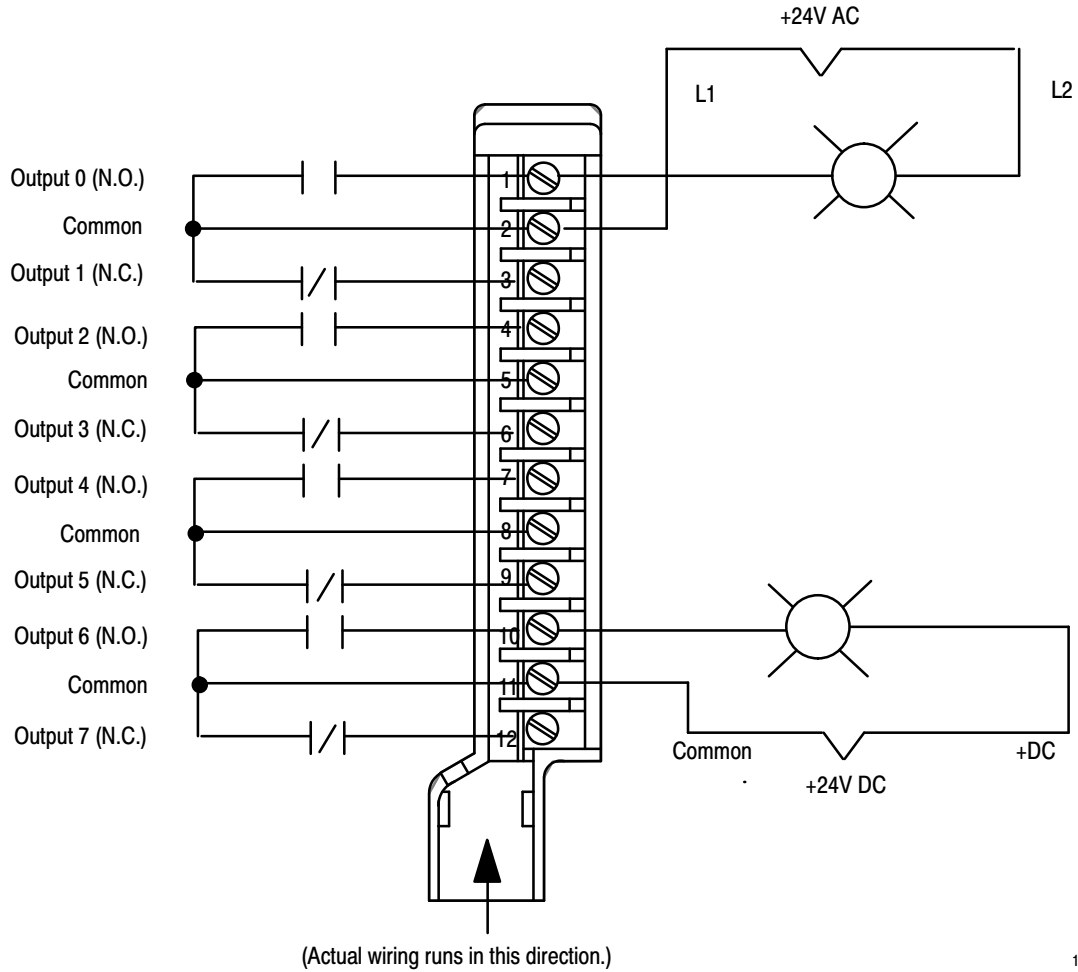 +24V AC
L1
L2
Output 0 (N.O.)
1
Common
2
Output 1 (N.C.)
3
Output 2 (N.O.)
4
Common
5
Output 3 (N.C.)
6
Output 4 (N.O.)
7
Common
8
Output 5 (N.C.)
9
Output 6 (N.O.)
10
Common
11
Output 7 (N.C.)
12
Common
+DC
+24V DC
(Actual wiring runs in this direction.)
1